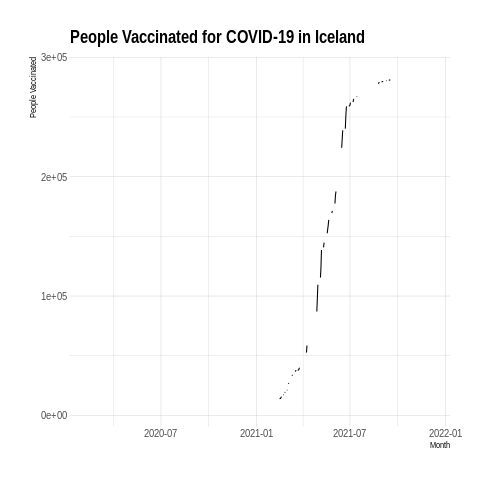 People Vaccinated for COVID-19 in Iceland
People Vaccinated
3e+05
2e+05
1e+05
0e+00
2020-07
2021-01
2021-07
2022-01
Month